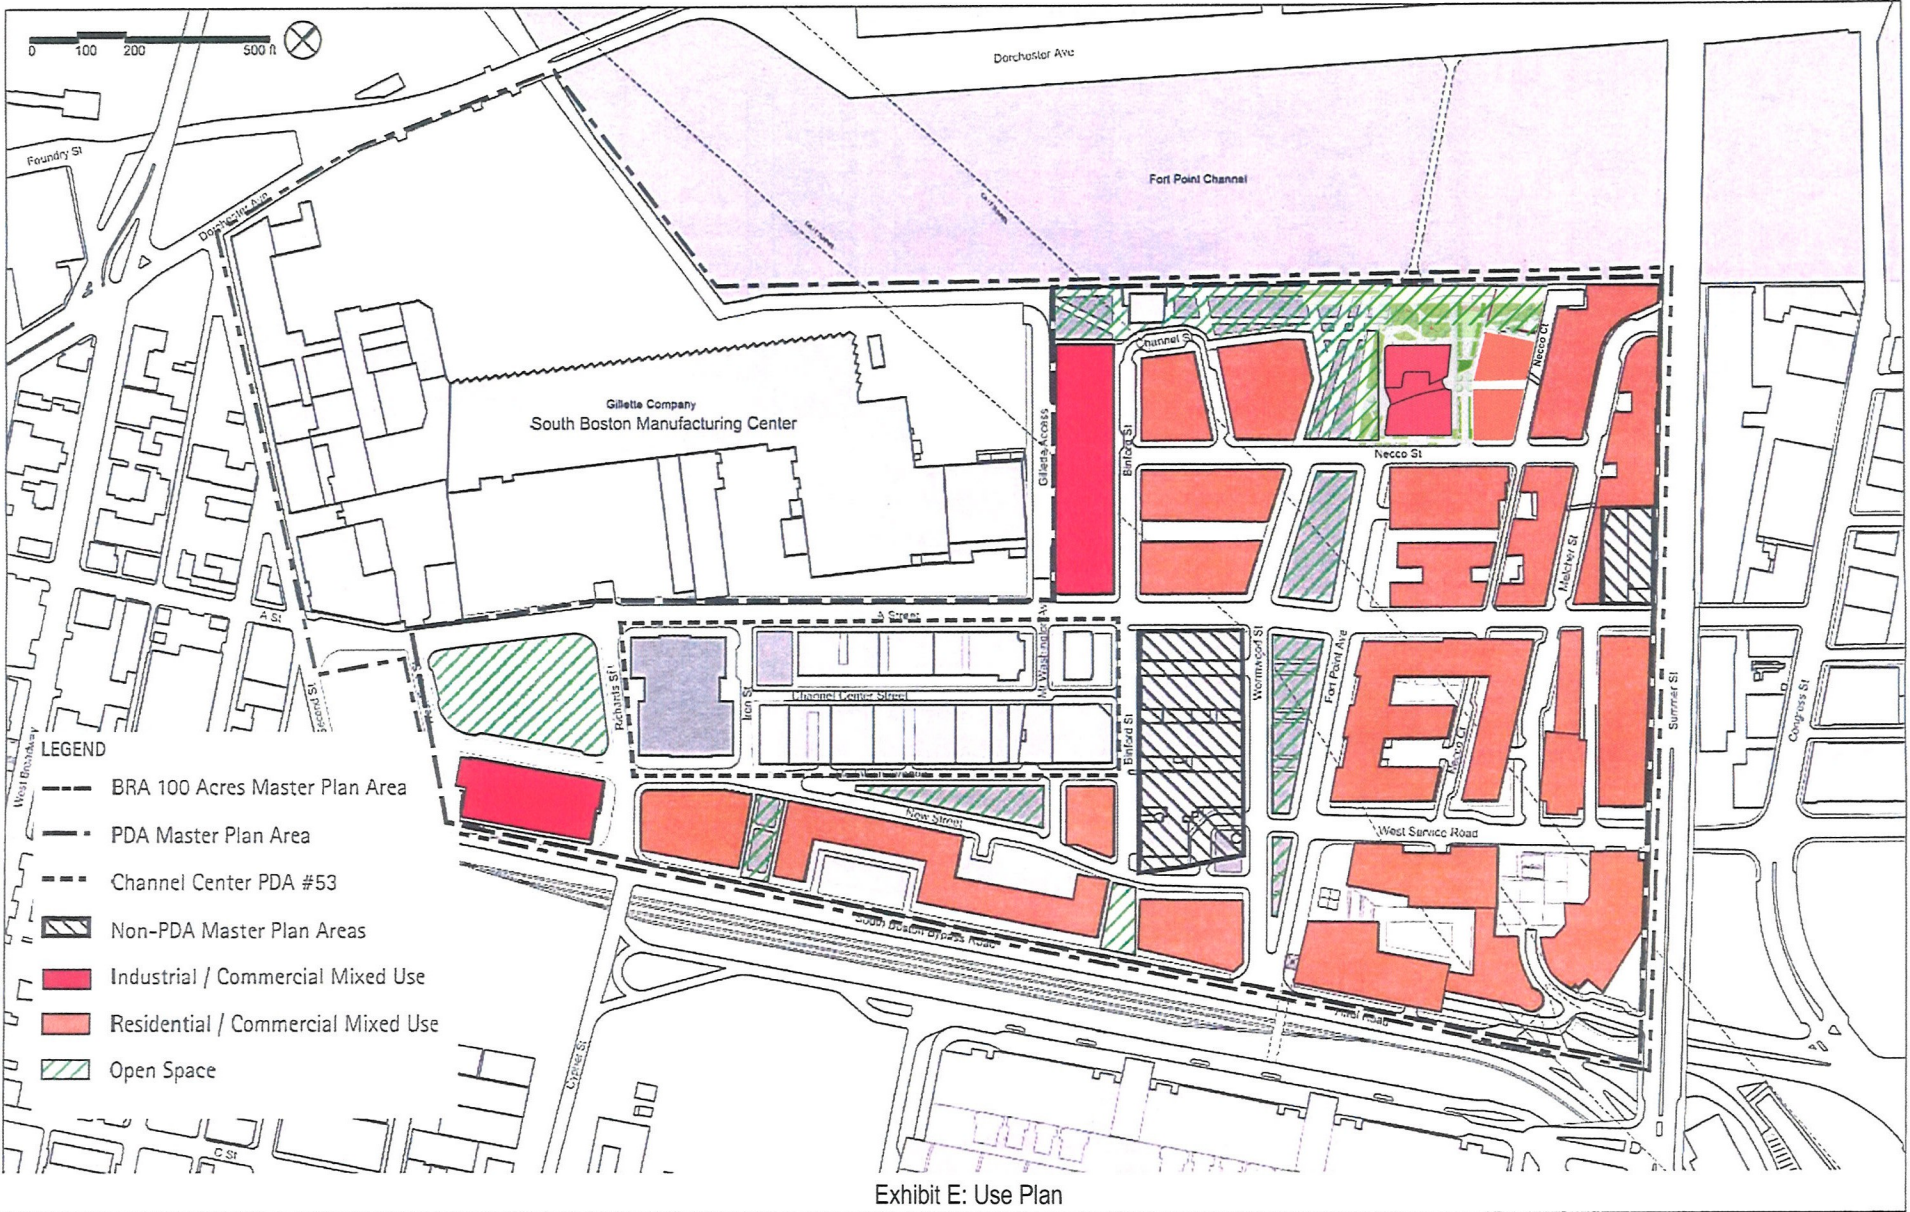 0 100 200 500 ft
Dorchester Ave
Foundry St
Dorchester Ave
Fort Point Channel
Channel St
Necco Ct
Gillette Company
South Boston Manufacturing Center
Gillette Access
Binford St
Necco St
Melcher St
A Street
A St
Mt Washington Av
Second St
Richards St
Iron St
Channel Center Street
Binford St
Wormwood St
Fort Point Ave
Necco Ct
Summer St
Congress St
West Broadway
New Street
West Service Road
South Boston Bypass Road
Cypher St
C St
LEGEND
BRA 100 Acres Master Plan Area
PDA Master Plan Area
Channel Center PDA #53
Non-PDA Master Plan Areas
Industrial / Commercial Mixed Use
Residential / Commercial Mixed Use
Open Space
Exhibit E: Use Plan